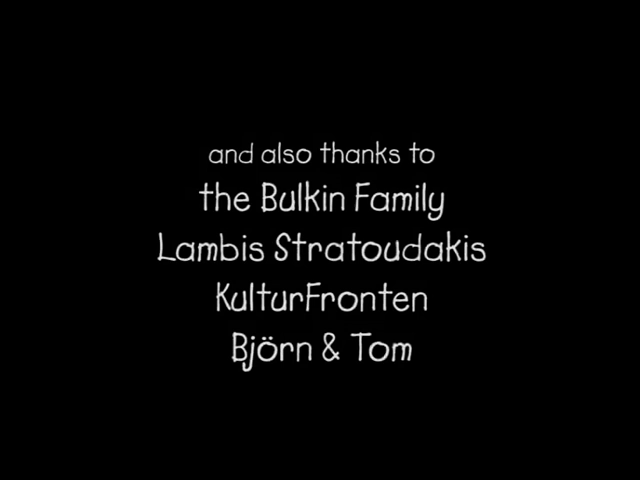 and also thanks to
the Bulkin Family
Lambis Stratoudakis
KulturFronten
Björn & Tom